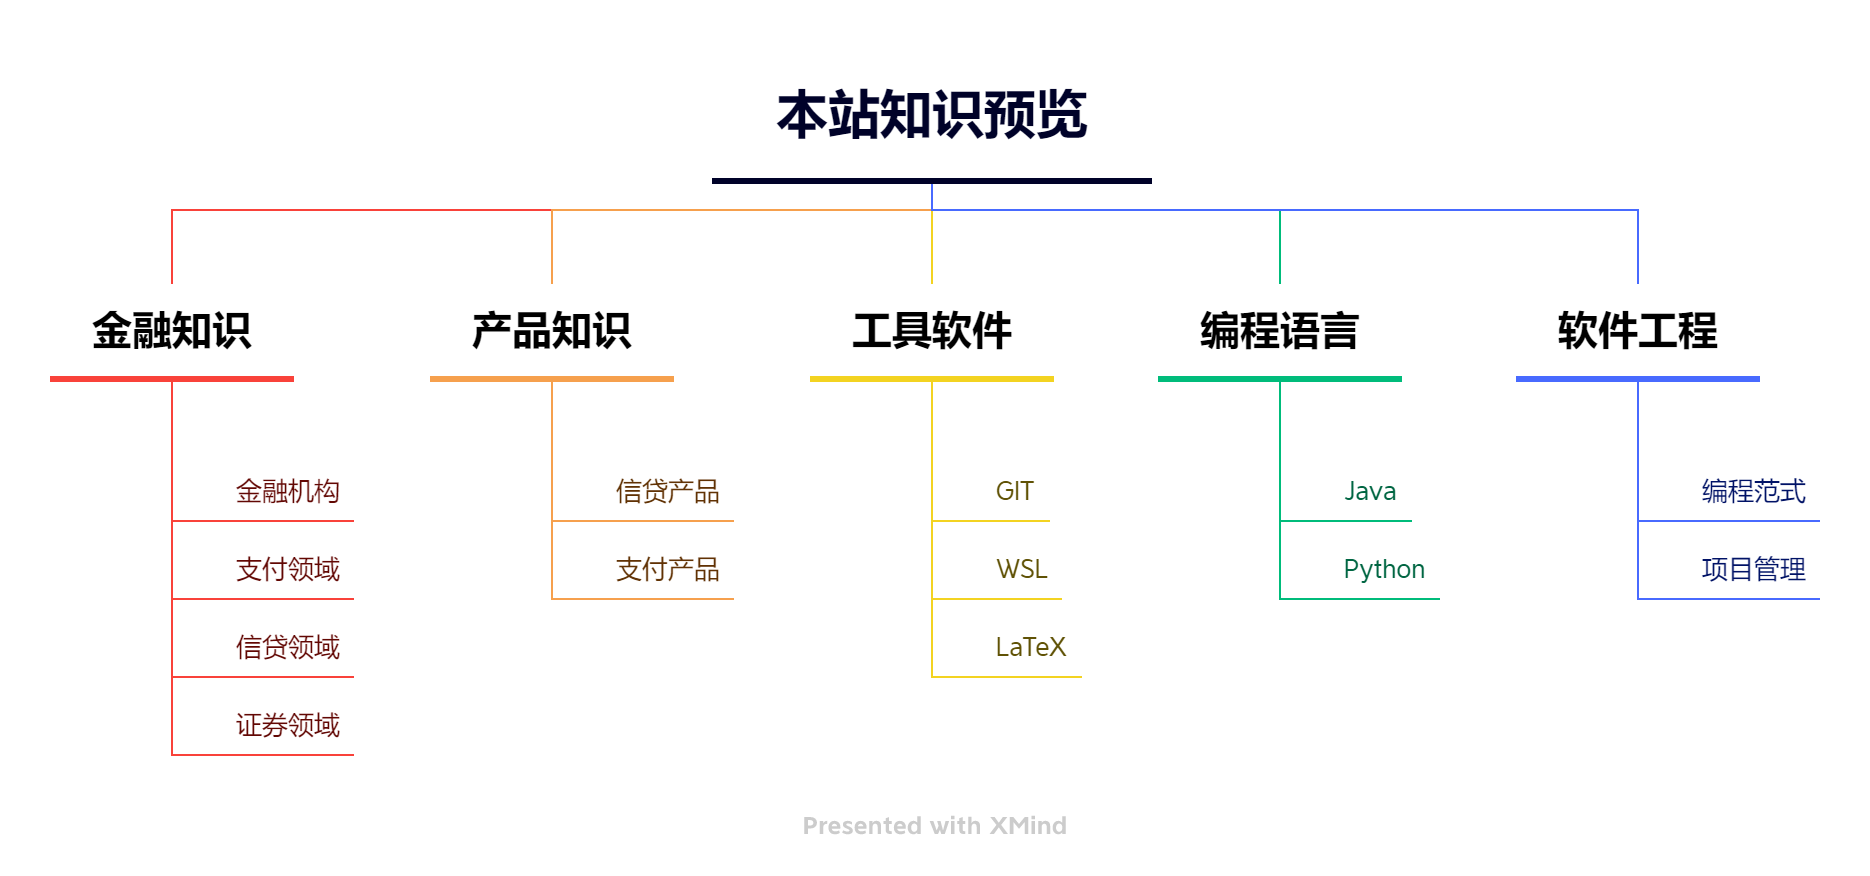 本站知识预览
金融知识
产品知识
工具软件
编程语言
软件工程
金融机构
支付领域
信贷领域
证券领域
信贷产品
支付产品
GIT
WSL
LaTeX
Java
Python
编程范式
项目管理
Presented with XMind